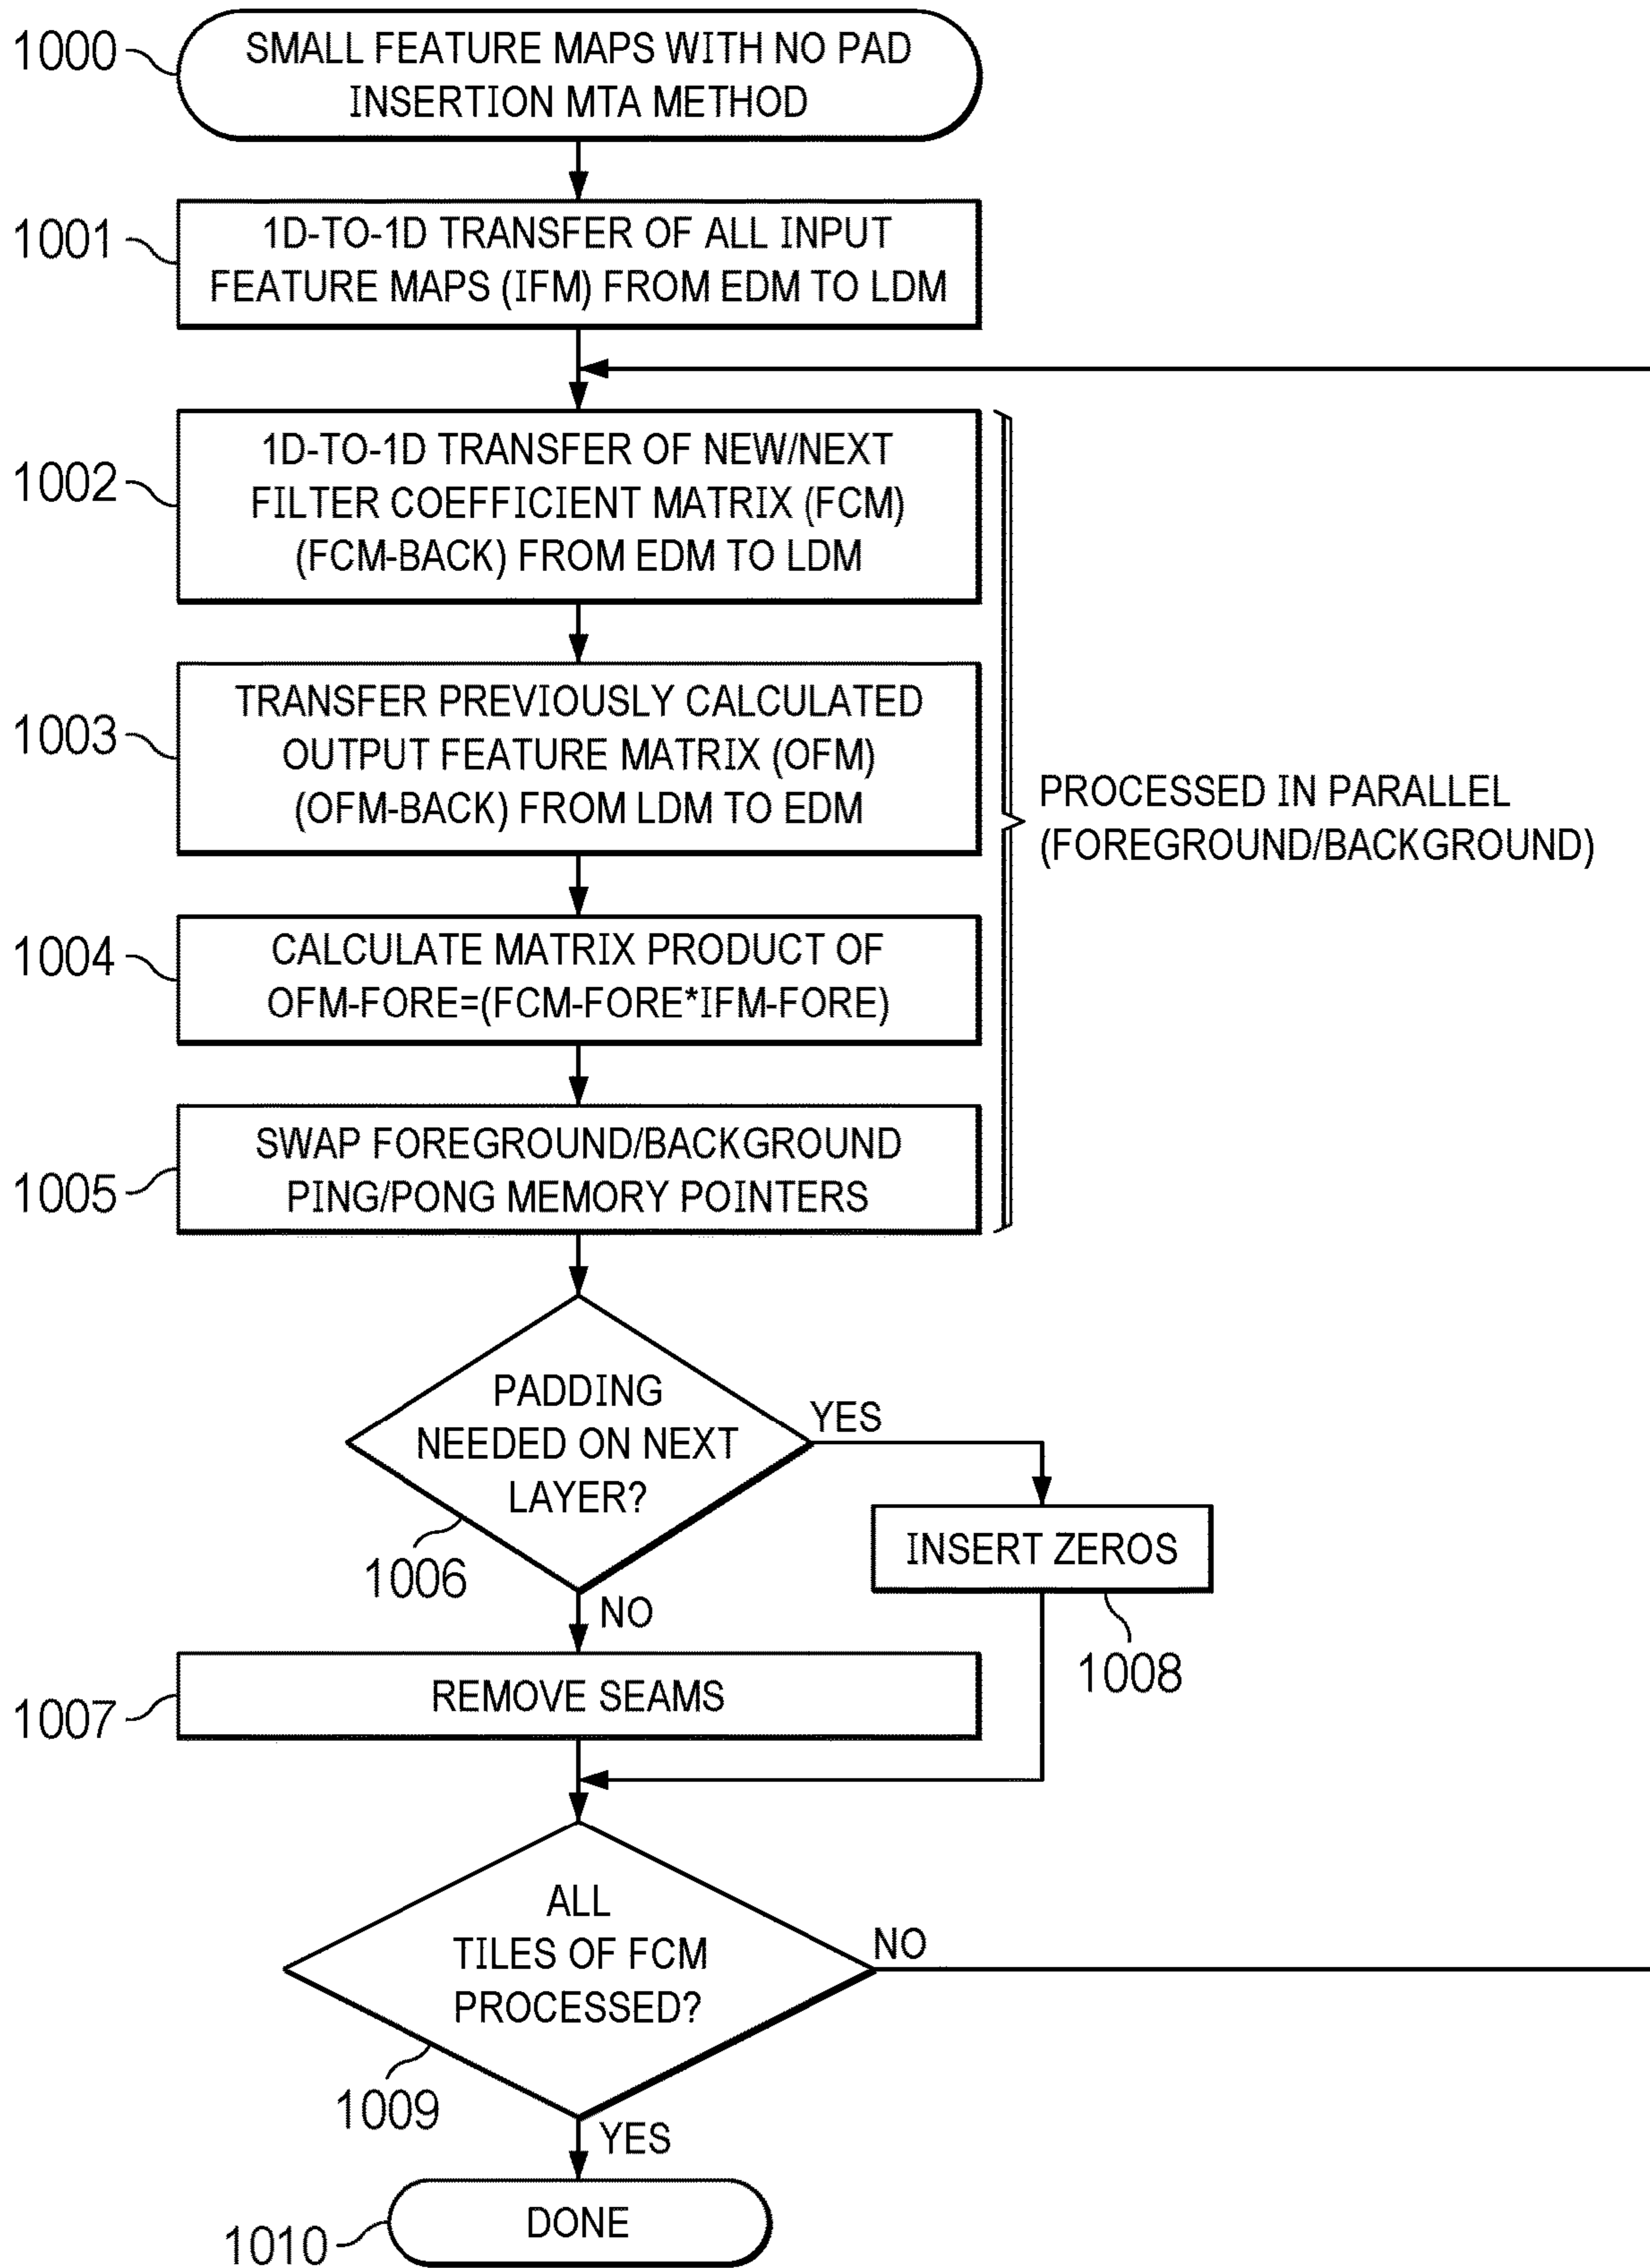 1000
SMALL FEATURE MAPS WITH NO PAD
INSERTION MTA METHOD
1001
1D-TO-1D TRANSFER OF ALL INPUT
FEATURE MAPS (IFM) FROM EDM TO LDM
1002
1D-TO-1D TRANSFER OF NEW/NEXT
FILTER COEFFICIENT MATRIX (FCM)
(FCM-BACK) FROM EDM TO LDM
1003
TRANSFER PREVIOUSLY CALCULATED
OUTPUT FEATURE MATRIX (OFM)
(OFM-BACK) FROM LDM TO EDM
PROCESSED IN PARALLEL
(FOREGROUND/BACKGROUND)
1004
CALCULATE MATRIX PRODUCT OF
OFM-FORE=(FCM-FORE*IFM-FORE)
1005
SWAP FOREGROUND/BACKGROUND
PING/PONG MEMORY POINTERS
PADDING
NEEDED ON NEXT
LAYER?
YES
1006
NO
INSERT ZEROS
1008
1007
REMOVE SEAMS
ALL
TILES OF FCM
PROCESSED?
NO
1009
YES
1010
DONE